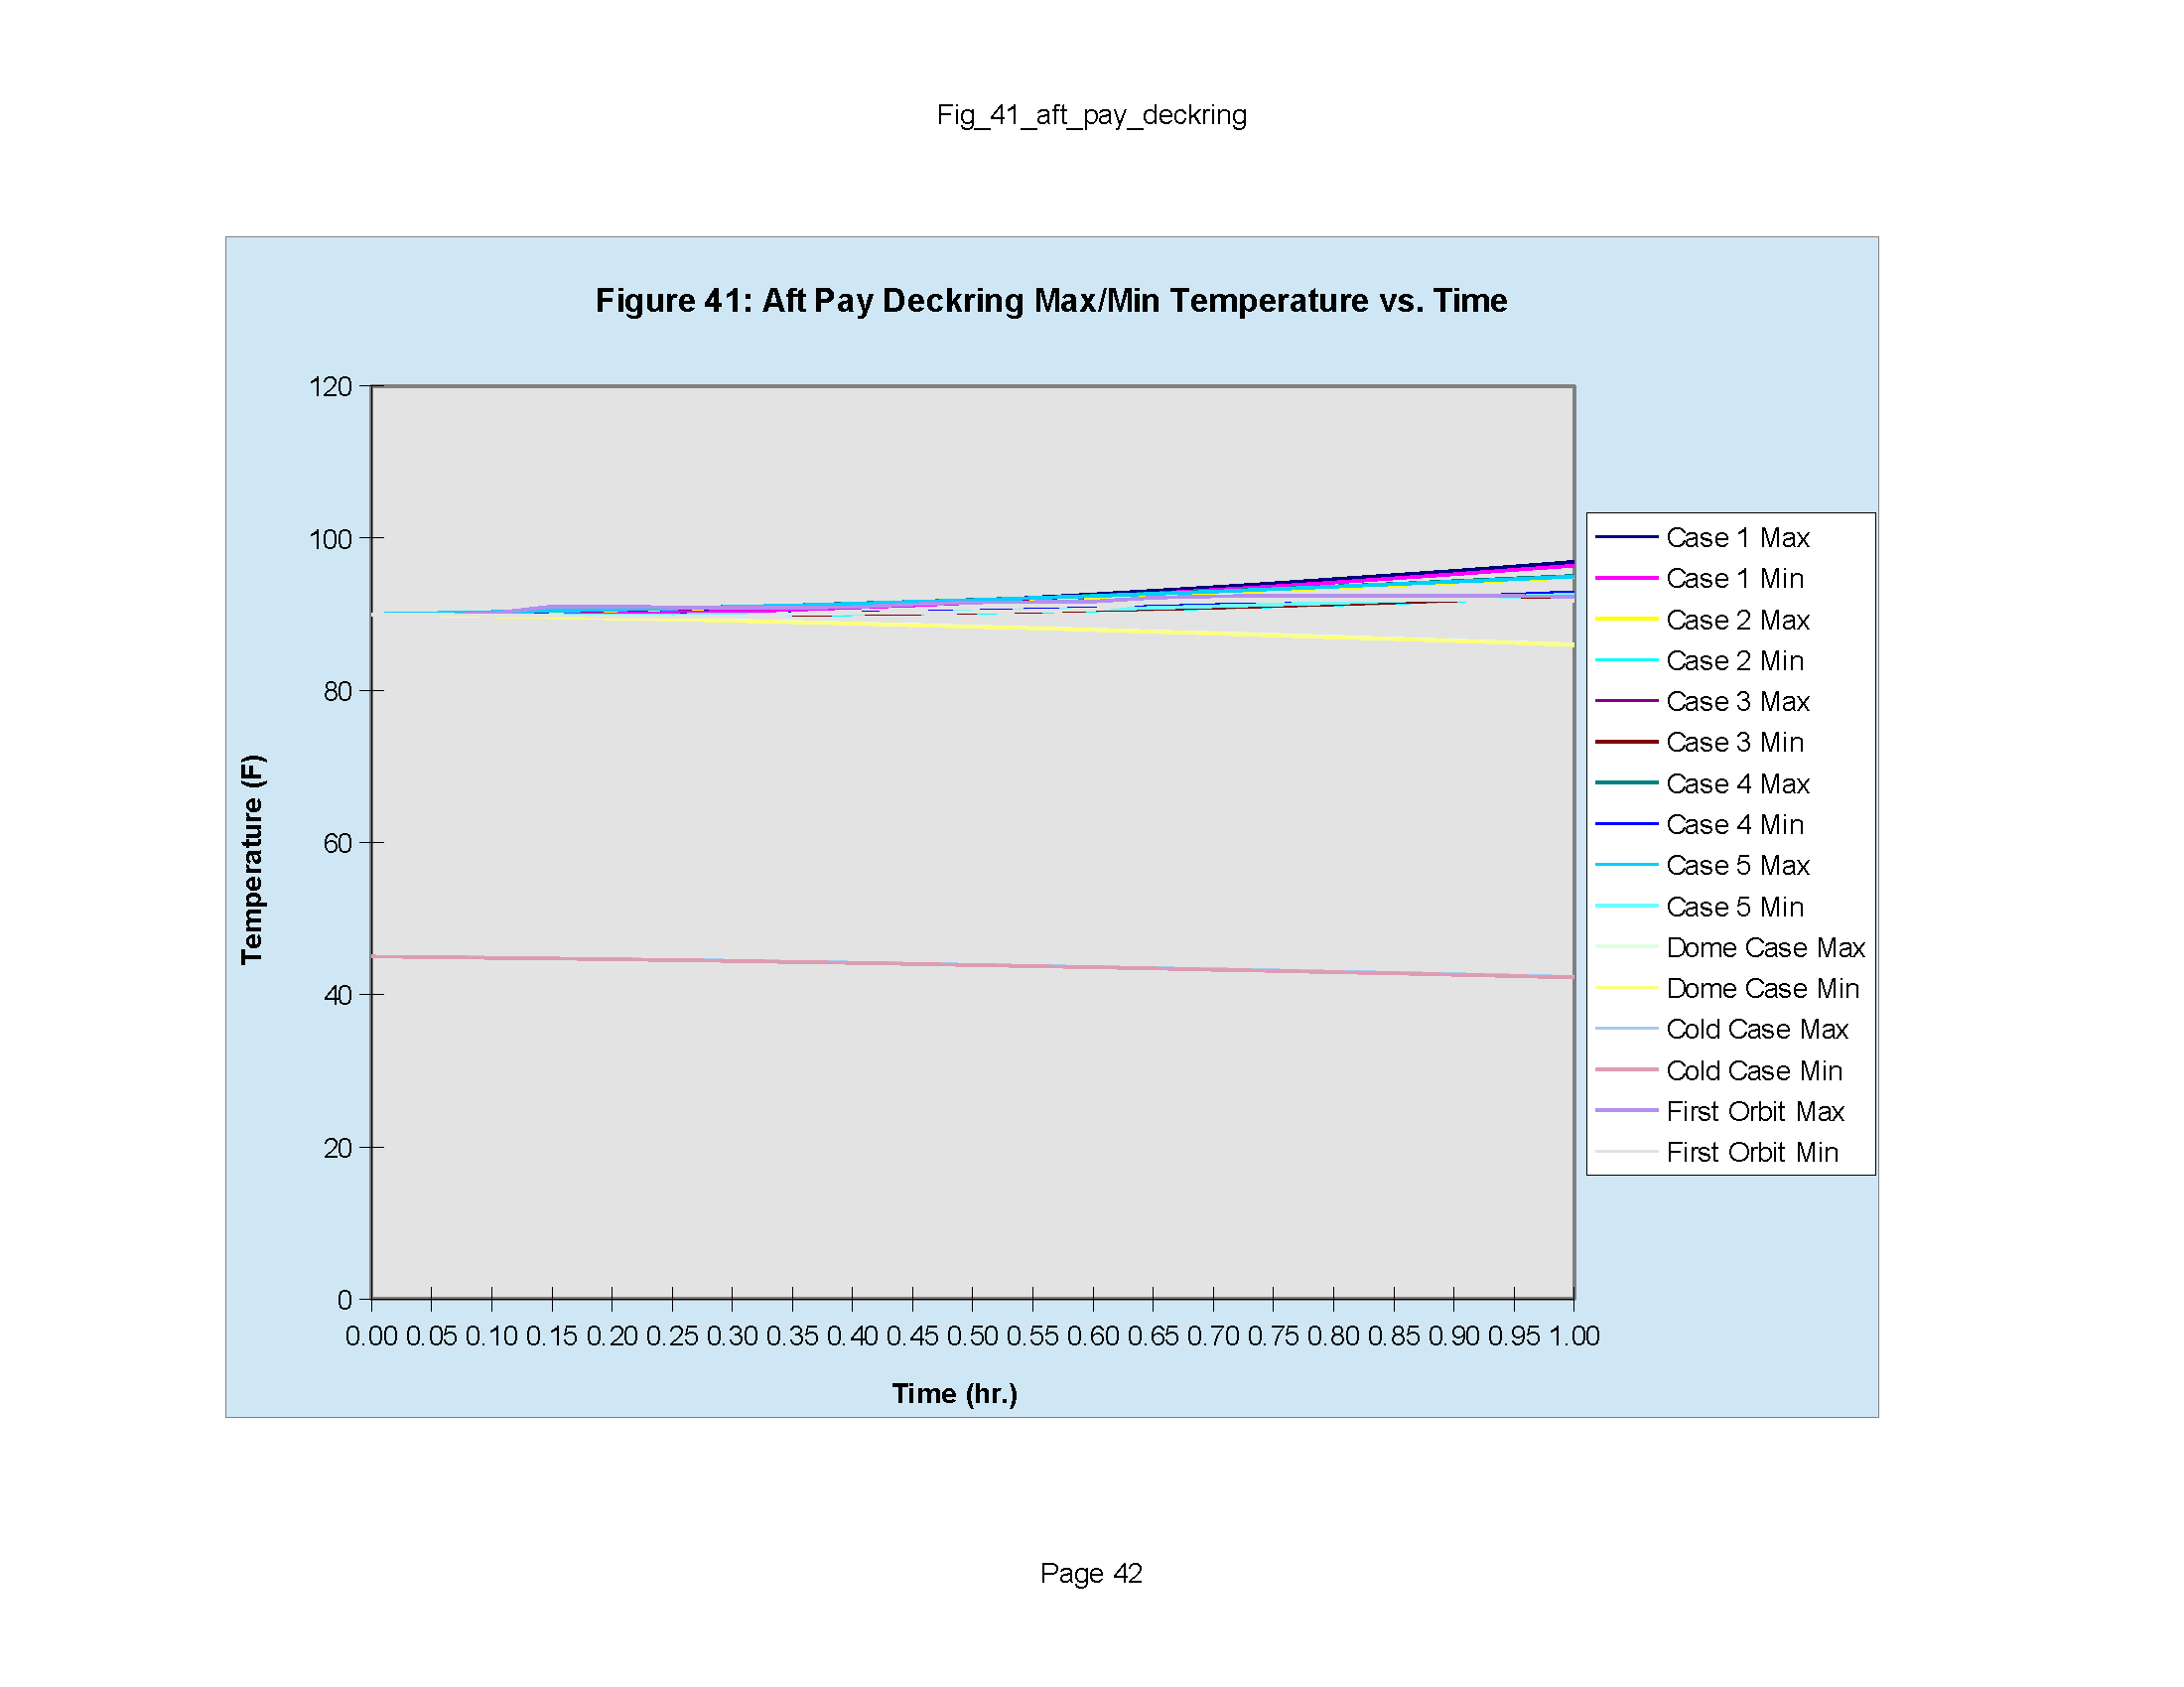 Fig_41_aft_pay_deckring
Figure 41: Aft Pay Deckring Max/Min Temperature vs. Time
120
100
80
60
40
20
0
Temperature (F)
0.00 0.05 0.10 0.15 0.20 0.25 0.30 0.35 0.40 0.45 0.50 0.55 0.60 0.65 0.70 0.75 0.80 0.85 0.90 0.95 1.00
Time (hr.)
Case 1 Max
Case 1 Min
Case 2 Max
Case 2 Min
Case 3 Max
Case 3 Min
Case 4 Max
Case 4 Min
Case 5 Max
Case 5 Min
Dome Case Max
Dome Case Min
Cold Case Max
Cold Case Min
First Orbit Max
First Orbit Min
Page 42